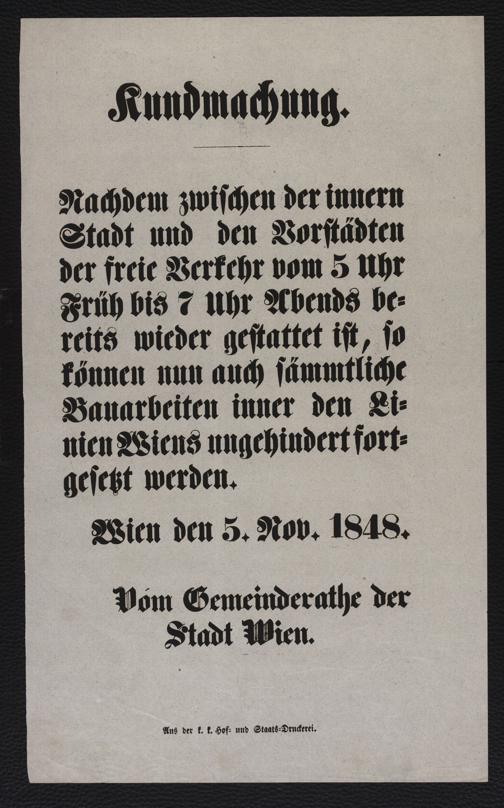 Kundmachung.
Nachdem zwischen der innern
Stadt und den Vorstädten
der freie Verkehr vom 5 Uhr
Früh bis 7 Uhr Abends be-
reits wieder gestattet ist, so
können nun auch sämmtliche
Bauarbeiten inner den Li-
nien Wiens ungehindert fort-
gesetzt werden.
Wien den 5. Nov. 1848.
Vom Gemeinderathe der
Stadt Wien.
Aus der k. k. Hof- und Staats-Druckerei.